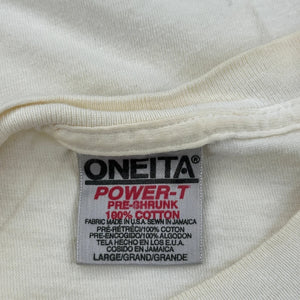 ONEITA®
POWER-T
PRE-SHRUNK
100% COTTON
FABRIC MADE IN U.S.A. SEWN IN JAMAICA
PRE-RETRECI/100% COTON
PRE-ENCOGIDO/100% ALGODON
TELA HECHO EN LOS E.U.A.
COSIDO EN JAMAICA
LARGE/GRAND/GRANDE